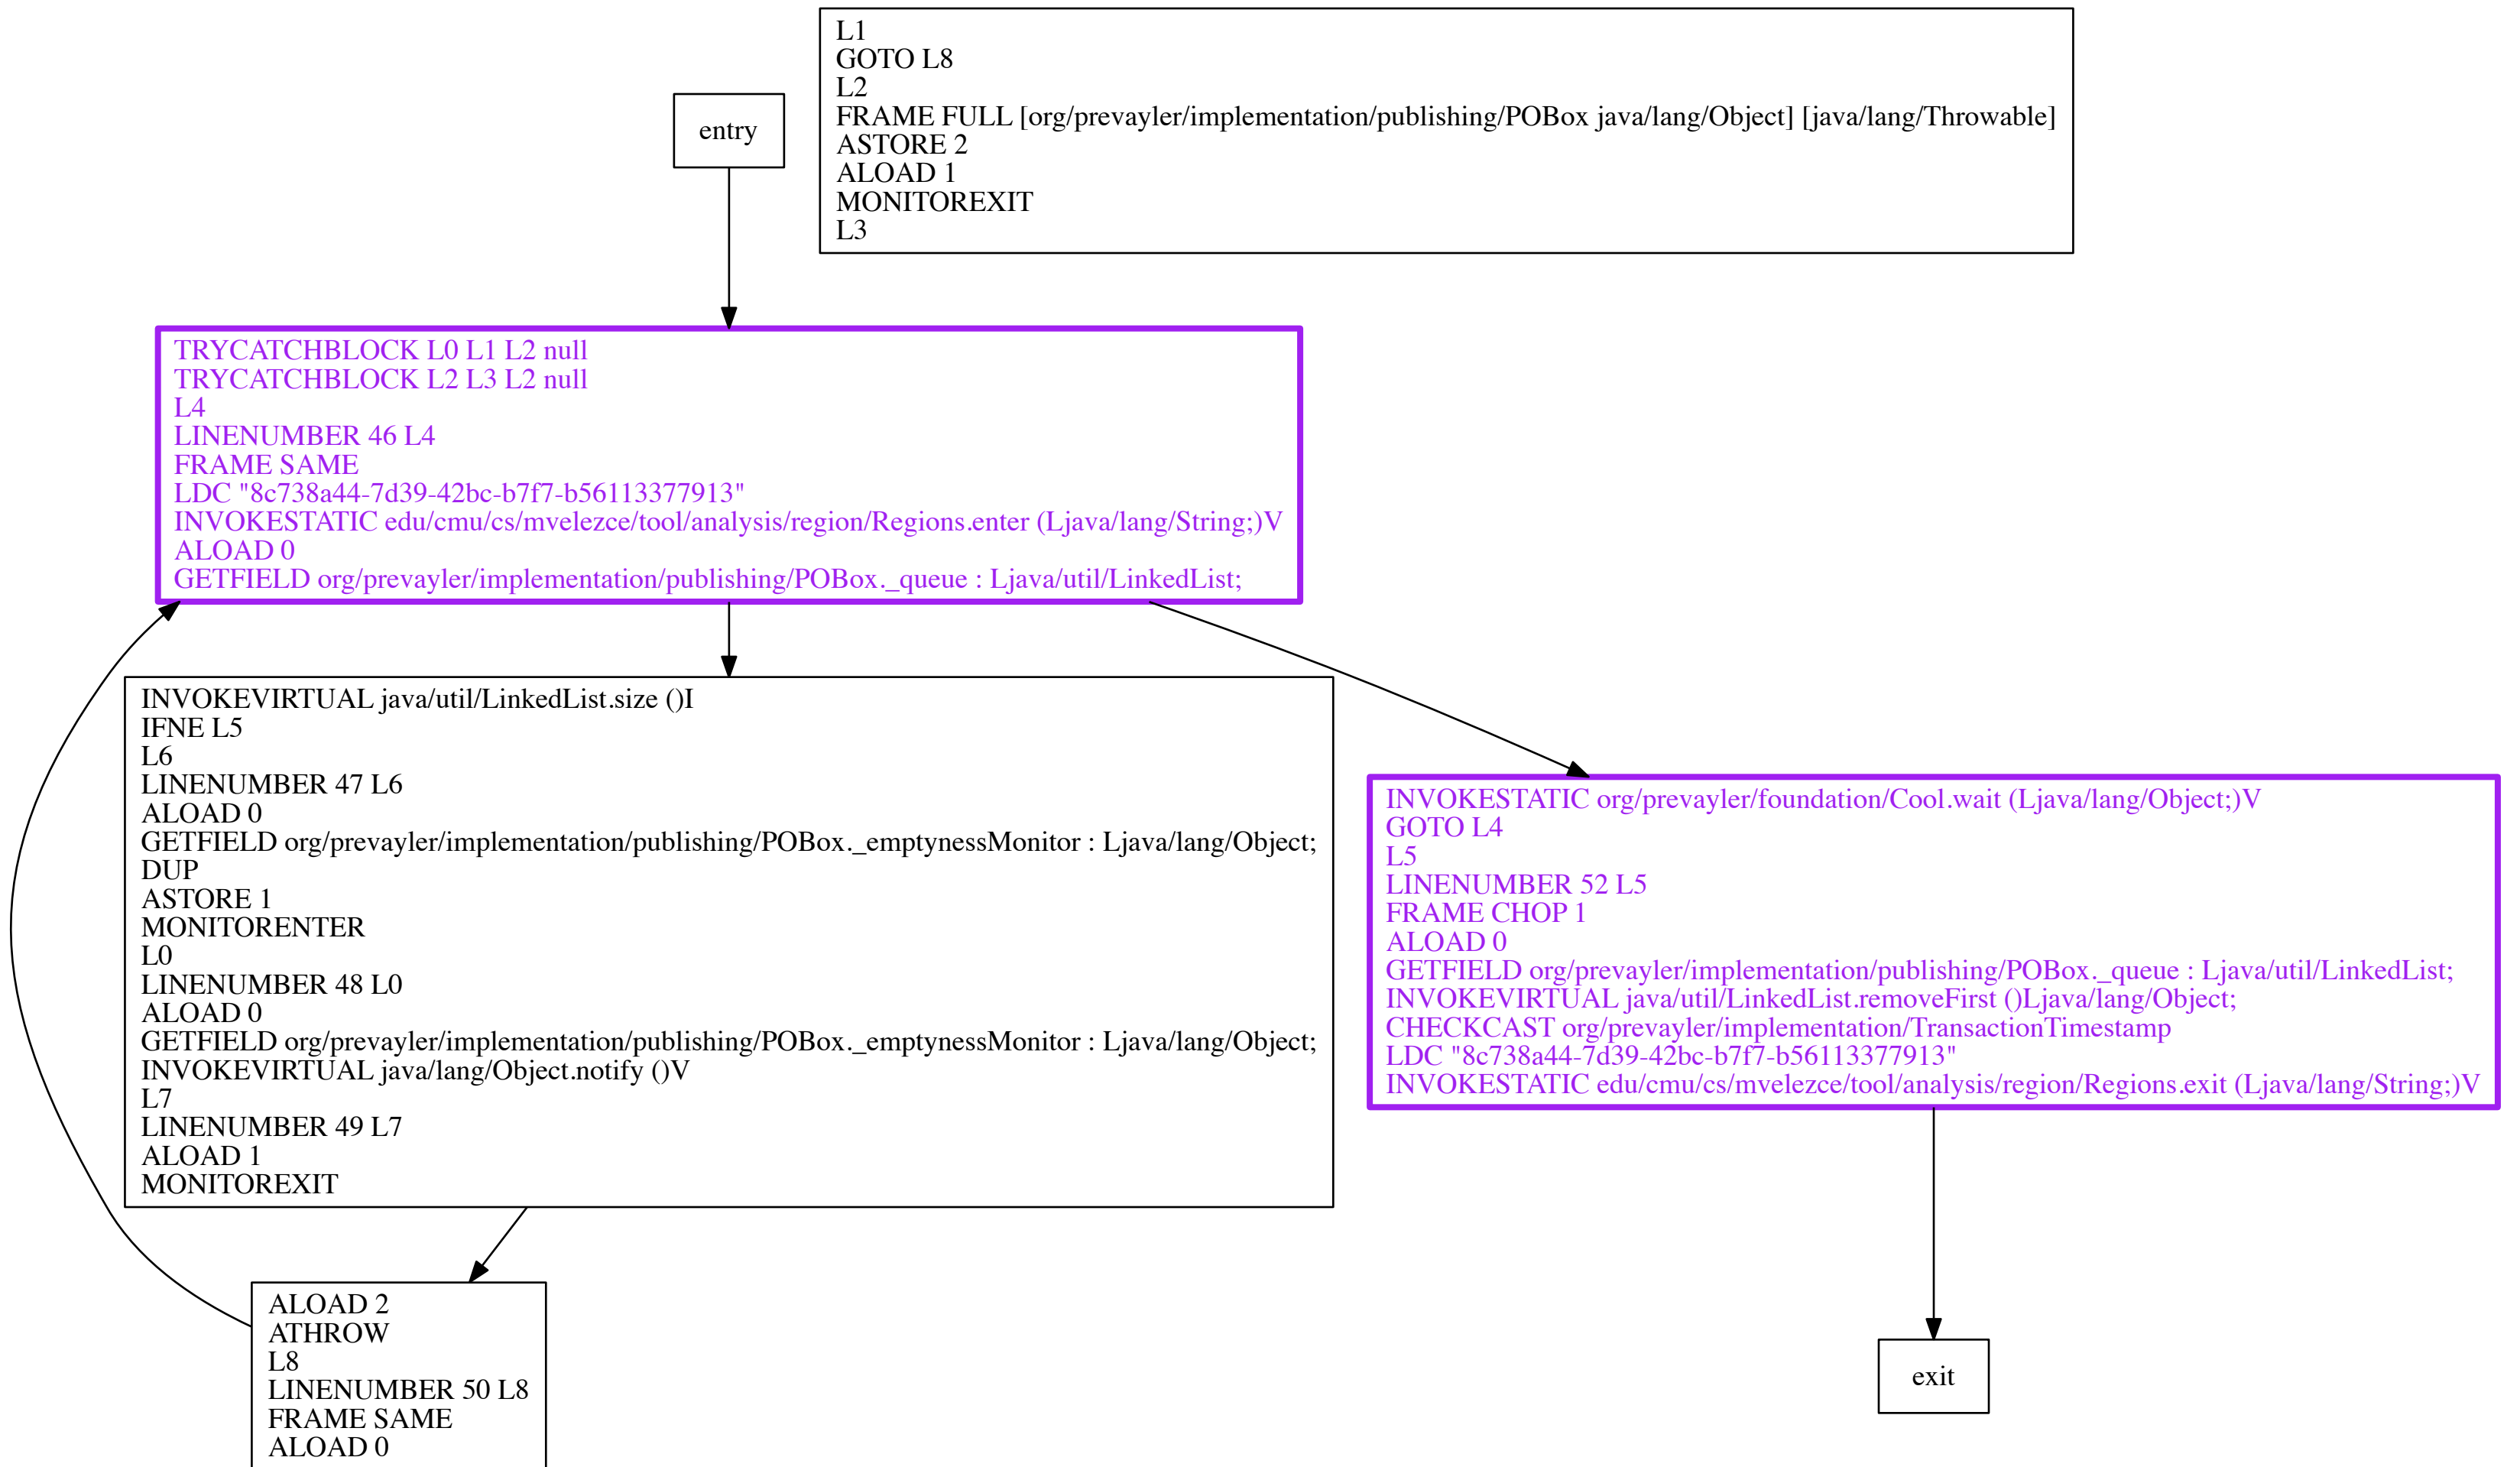 L1
GOTO L8
L2
FRAME FULL [org/prevayler/implementation/publishing/POBox java/lang/Object] [java/lang/Throwable]
ASTORE 2
ALOAD 1
MONITOREXIT
L3
entry
TRYCATCHBLOCK L0 L1 L2 null
TRYCATCHBLOCK L2 L3 L2 null
L4
LINENUMBER 46 L4
FRAME SAME
LDC "8c738a44-7d39-42bc-b7f7-b56113377913"
INVOKESTATIC edu/cmu/cs/mvelezce/tool/analysis/region/Regions.enter (Ljava/lang/String;)V
ALOAD 0
GETFIELD org/prevayler/implementation/publishing/POBox._queue : Ljava/util/LinkedList;
INVOKEVIRTUAL java/util/LinkedList.size ()I
IFNE L5
L6
LINENUMBER 47 L6
ALOAD 0
GETFIELD org/prevayler/implementation/publishing/POBox._emptynessMonitor : Ljava/lang/Object;
DUP
ASTORE 1
MONITORENTER
L0
LINENUMBER 48 L0
ALOAD 0
GETFIELD org/prevayler/implementation/publishing/POBox._emptynessMonitor : Ljava/lang/Object;
INVOKEVIRTUAL java/lang/Object.notify ()V
L7
LINENUMBER 49 L7
ALOAD 1
MONITOREXIT
INVOKESTATIC org/prevayler/foundation/Cool.wait (Ljava/lang/Object;)V
GOTO L4
L5
LINENUMBER 52 L5
FRAME CHOP 1
ALOAD 0
GETFIELD org/prevayler/implementation/publishing/POBox._queue : Ljava/util/LinkedList;
INVOKEVIRTUAL java/util/LinkedList.removeFirst ()Ljava/lang/Object;
CHECKCAST org/prevayler/implementation/TransactionTimestamp
LDC "8c738a44-7d39-42bc-b7f7-b56113377913"
INVOKESTATIC edu/cmu/cs/mvelezce/tool/analysis/region/Regions.exit (Ljava/lang/String;)V
ALOAD 2
ATHROW
L8
LINENUMBER 50 L8
FRAME SAME
ALOAD 0
exit